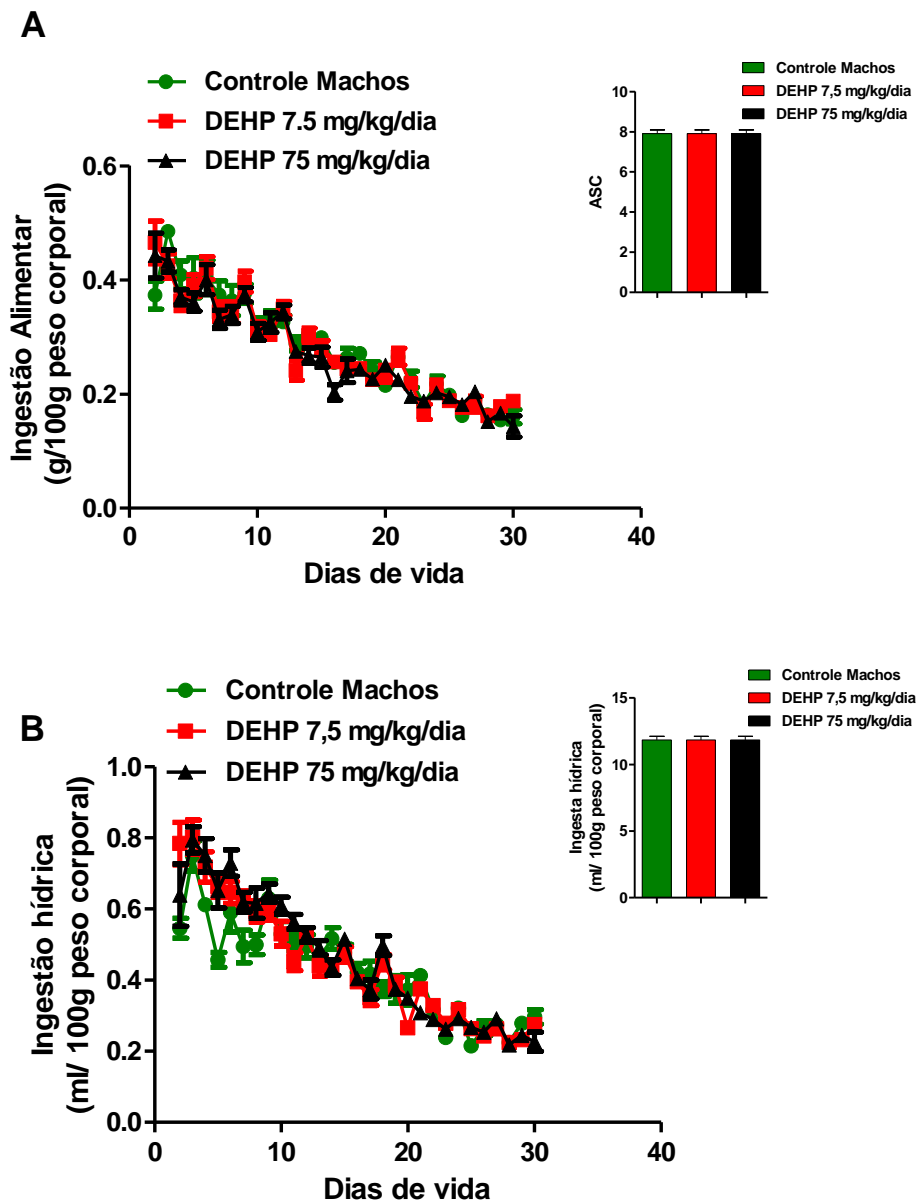 A
Controle Machos
DEHP 7.5 mg/kg/dia
DEHP 75 mg/kg/dia
Ingestão Alimentar
(g/100g peso corporal)
0.6
0.4
0.2
0.0
0
10
20
30
40
Dias de vida
Controle Machos
DEHP 7,5 mg/kg/dia
DEHP 75 mg/kg/dia
ASC
10
8
6
4
2
0
B
Controle Machos
DEHP 7,5 mg/kg/dia
DEHP 75 mg/kg/dia
Ingestão hídrica
(ml/ 100g peso corporal)
1.0
0.8
0.6
0.4
0.2
0.0
0
10
20
30
40
Dias de vida
Controle Machos
DEHP 7,5 mg/kg/dia
DEHP 75 mg/kg/dia
Ingesta hídrica
(ml/ 100g peso corporal)
15
10
5
0